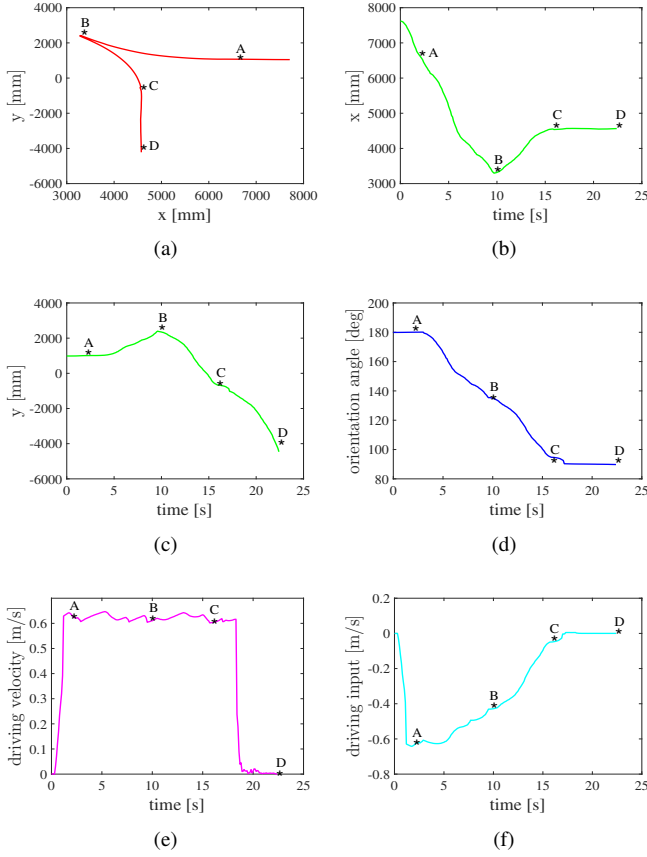 4000
B
2000
A
0
C
-2000
D
-4000
-6000
3000 4000 5000 6000 7000 8000
y [mm]
x [mm]
(a)
8000
7000
A
6000
5000
C D
4000
B
3000
0 5 10 15 20 25
x [mm]
time [s]
(b)
4000
B
2000
A
0
C
-2000
D
-4000
-6000
0 5 10 15 20 25
y [mm]
time [s]
(c)
200
A
180
160
140
B
120
100
C D
80
0 5 10 15 20 25
orientation angle [deg]
time [s]
(d)
A B C
0.6
0.5
0.4
0.3
0.2
0.1
D
0
0 5 10 15 20 25
driving velocity [m/s]
time [s]
(e)
0.2
C D
0
-0.2
B
-0.4
A
-0.6
-0.8
0 5 10 15 20 25
driving input [m/s]
time [s]
(f)